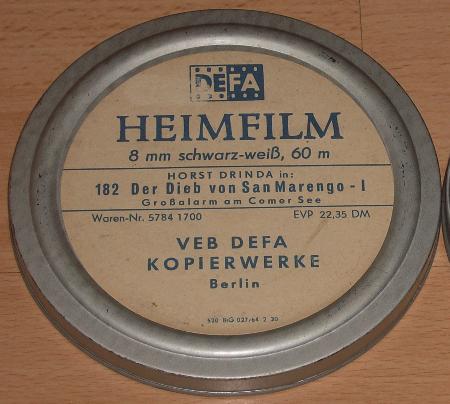 DEFA
HEIMFILM
8 mm schwarz-weiß, 60 m
HORST DRINDA in:
182 Der Dieb von San Marengo - I
Großalarm am Comer See
Waren-Nr. 5784 1700 EVP 22,35 DM
VEB DEFA
KOPIERWERKE
Berlin